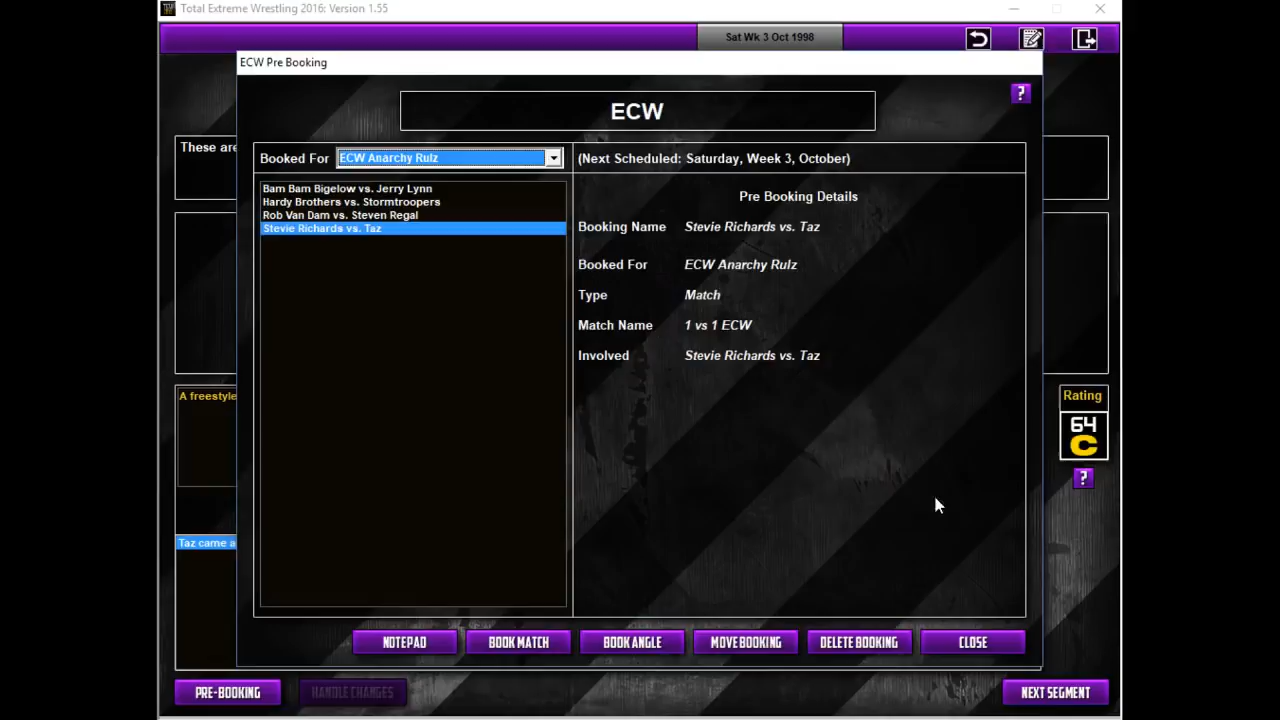 Total Extreme Wrestling 2016: Version 1.55
Sat Wk 3 Oct 1998
ECW Pre Booking
?
ECW
These are
Booked For ECW Anarchy Rulz (Next Scheduled: Saturday, Week 3, October)
Bam Bam Bigelow vs. Jerry Lynn
Hardy Brothers vs. Stormtroopers
Rob Van Dam vs. Steven Regal
Stevie Richards vs. Taz
Pre Booking Details
Booking Name Stevie Richards vs. Taz
Booked For ECW Anarchy Rulz
Type Match
Match Name 1 vs 1 ECW
Involved Stevie Richards vs. Taz
A freestyle
Rating
64
C
?
Taz came a
NOTEPAD BOOK MATCH BOOK ANGLE MOVE BOOKING DELETE BOOKING CLOSE
PRE-BOOKING HANDLE CHANGES NEXT SEGMENT